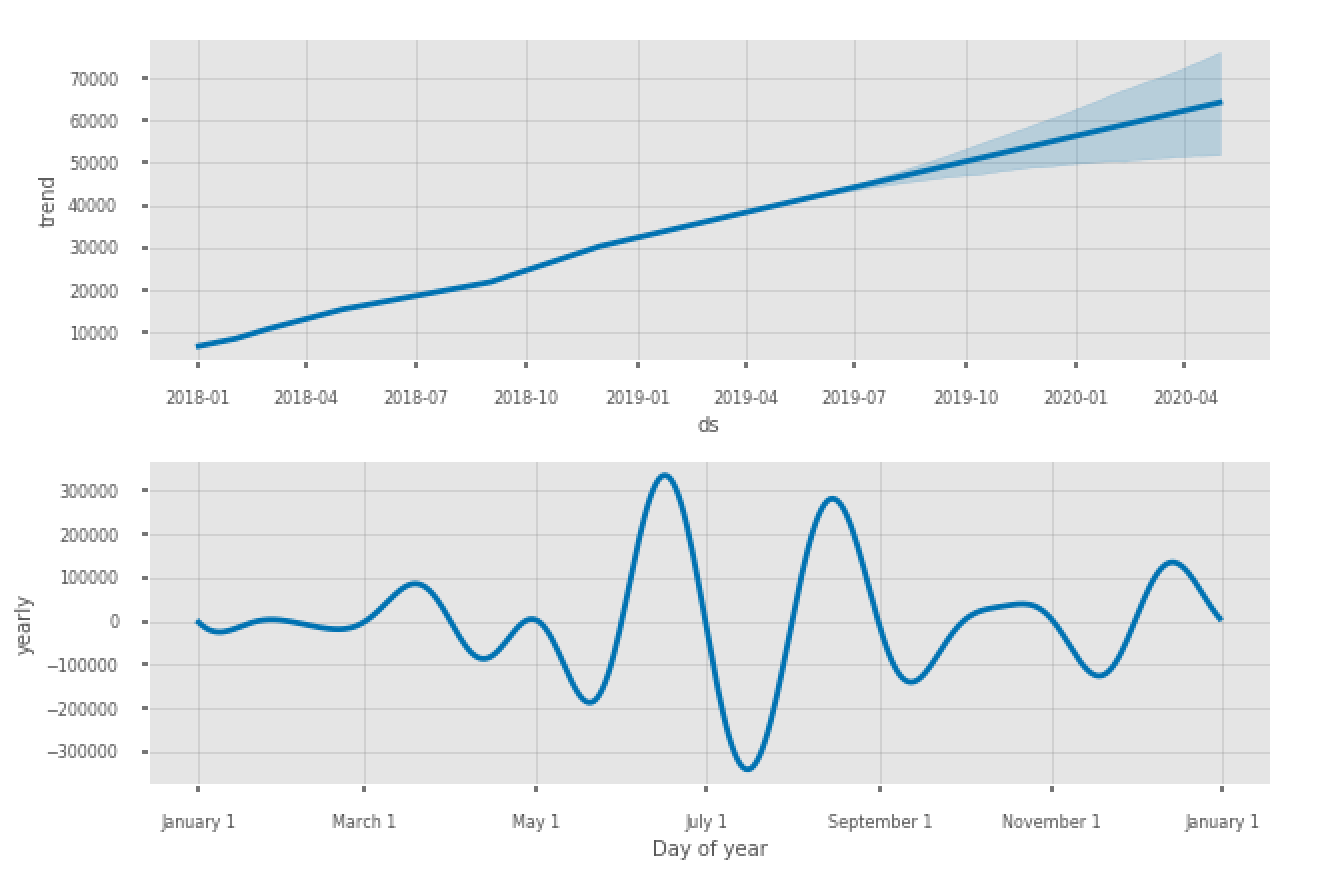 70000
60000
50000
40000
30000
20000
10000
trend
2018-01 2018-04 2018-07 2018-10 2019-01 2019-04 2019-07 2019-10 2020-01 2020-04
ds
300000
200000
100000
0
−100000
−200000
−300000
yearly
January 1 March 1 May 1 July 1 September 1 November 1 January 1
Day of year